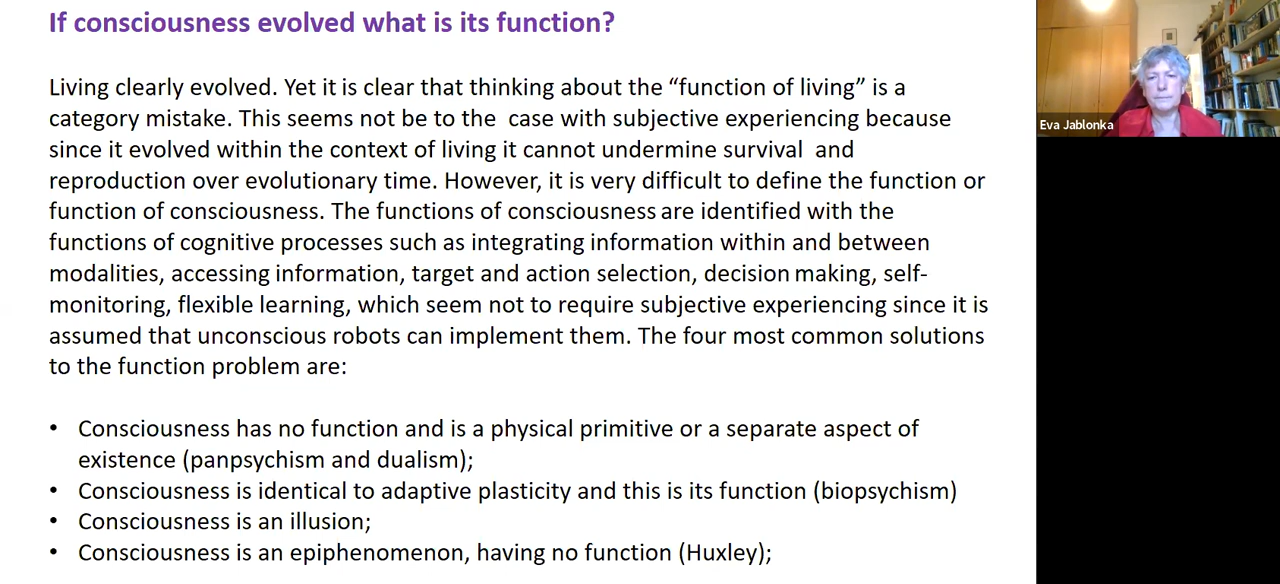 If consciousness evolved what is its function?
Living clearly evolved. Yet it is clear that thinking about the “function of living” is a
category mistake. This seems not be to the case with subjective experiencing because
since it evolved within the context of living it cannot undermine survival and
reproduction over evolutionary time. However, it is very difficult to define the function or
function of consciousness. The functions of consciousness are identified with the
functions of cognitive processes such as integrating information within and between
modalities, accessing information, target and action selection, decision making, self-
monitoring, flexible learning, which seem not to require subjective experiencing since it is
assumed that unconscious robots can implement them. The four most common solutions
to the function problem are:
• Consciousness has no function and is a physical primitive or a separate aspect of
existence (panpsychism and dualism);
• Consciousness is identical to adaptive plasticity and this is its function (biopsychism)
• Consciousness is an illusion;
• Consciousness is an epiphenomenon, having no function (Huxley);
Eva Jablonka